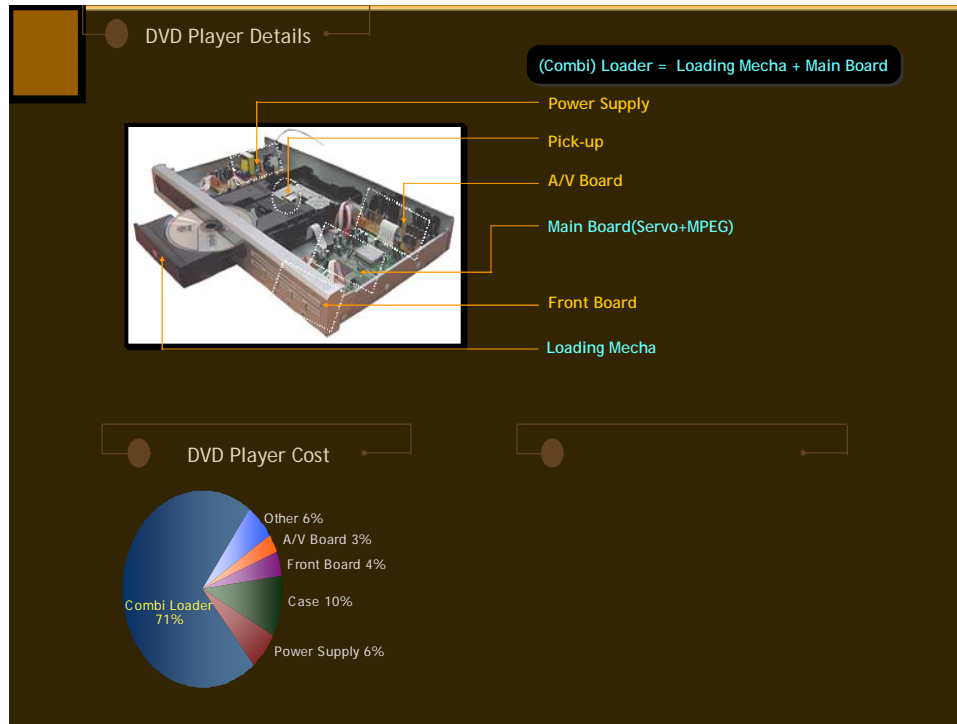 DVD Player Details
(Combi) Loader = Loading Mecha + Main Board
Power Supply
Pick-up
A/V Board
Main Board(Servo+MPEG)
Front Board
Loading Mecha
DVD Player Cost
Other 6%
A/V Board 3%
Front Board 4%
Case 10%
Combi Loader
71%
Power Supply 6%